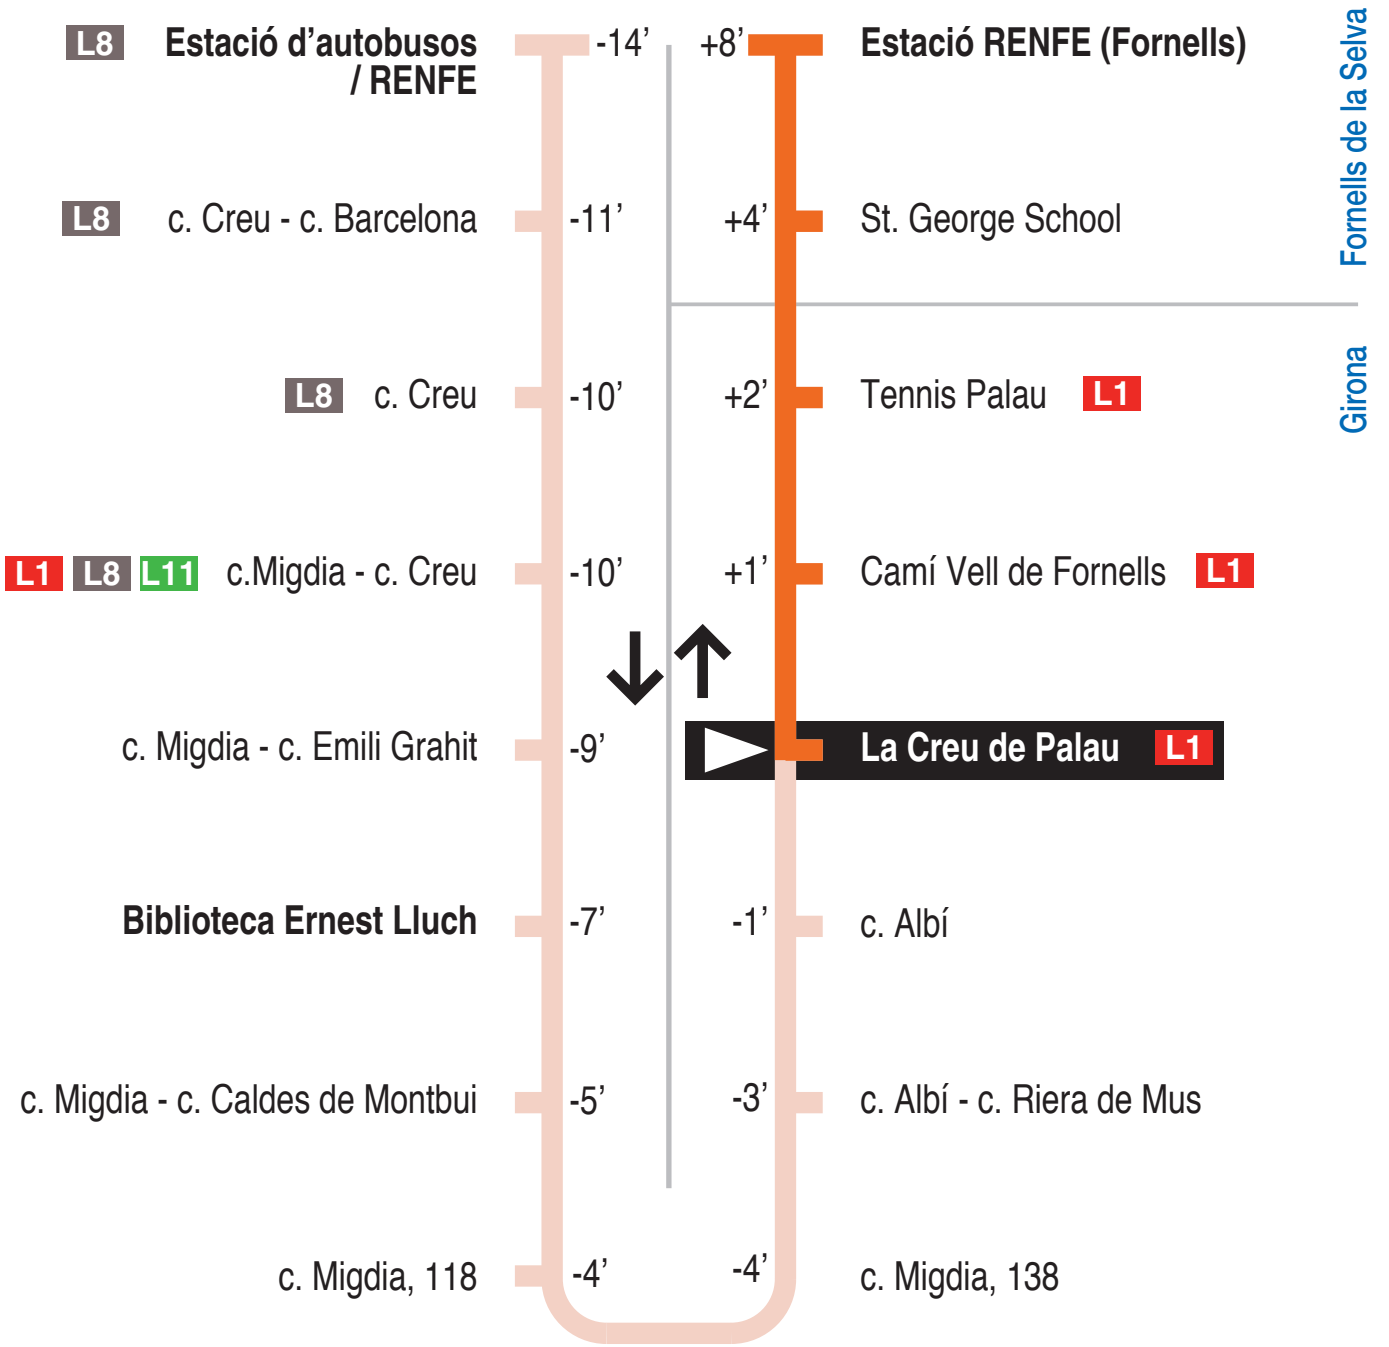 L8 Estació d’autobusos / RENFE -14’
+8’ Estació RENFE (Fornells)
Fornells de la Selva
L8 c. Creu - c. Barcelona -11’
+4’ St. George School
L8 c. Creu -10’
+2’ Tennis Palau L1
Girona
L1 L8 L11 c.Migdia - c. Creu -10’
+1’ Camí Vell de Fornells L1
c. Migdia - c. Emili Grahit -9’
La Creu de Palau L1
Biblioteca Ernest Lluch -7’
-1’ c. Albí
c. Migdia - c. Caldes de Montbui -5’
-3’ c. Albí - c. Riera de Mus
c. Migdia, 118 -4’
-4’ c. Migdia, 138